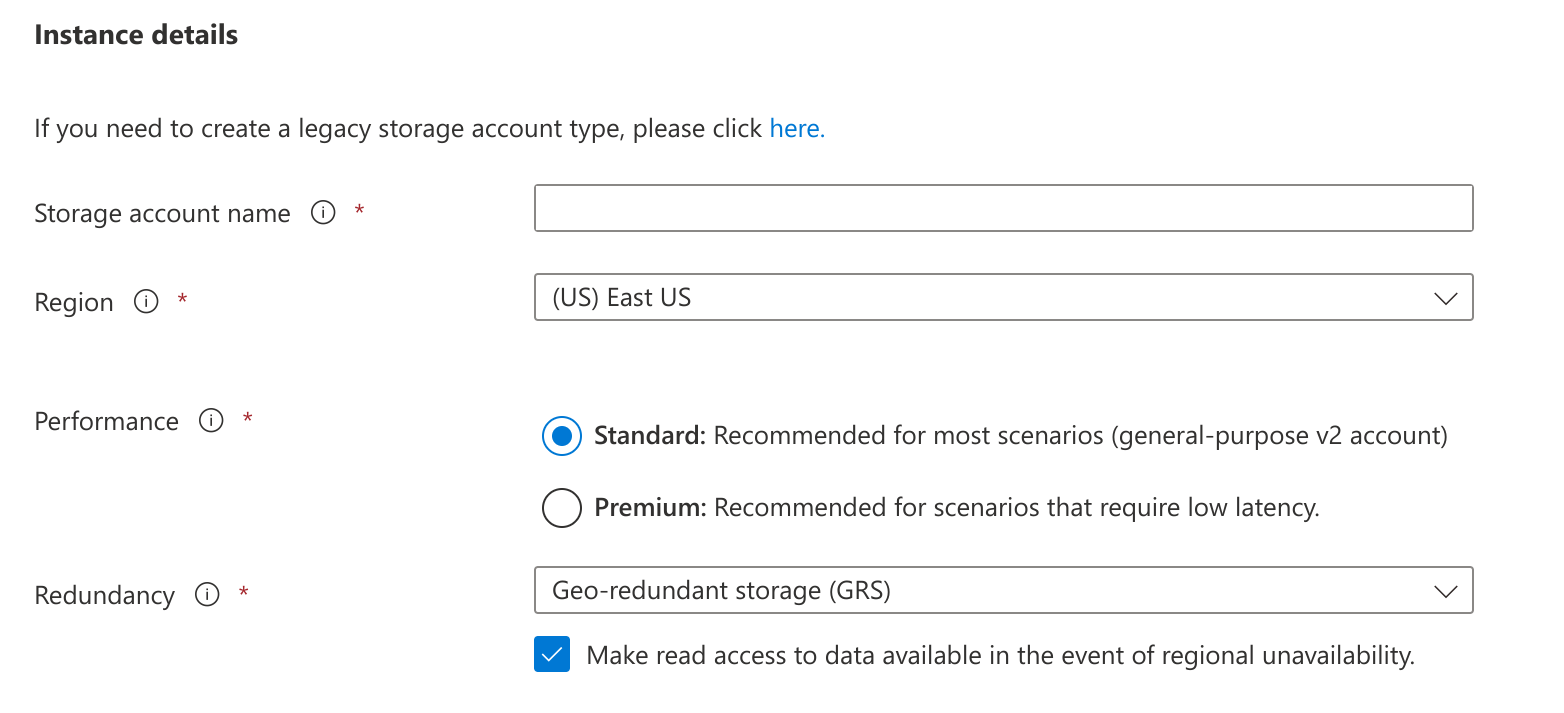 Instance details
If you need to create a legacy storage account type, please click here.
Storage account name *
Region * (US) East US
Performance * Standard: Recommended for most scenarios (general-purpose v2 account)
Premium: Recommended for scenarios that require low latency.
Redundancy * Geo-redundant storage (GRS)
Make read access to data available in the event of regional unavailability.